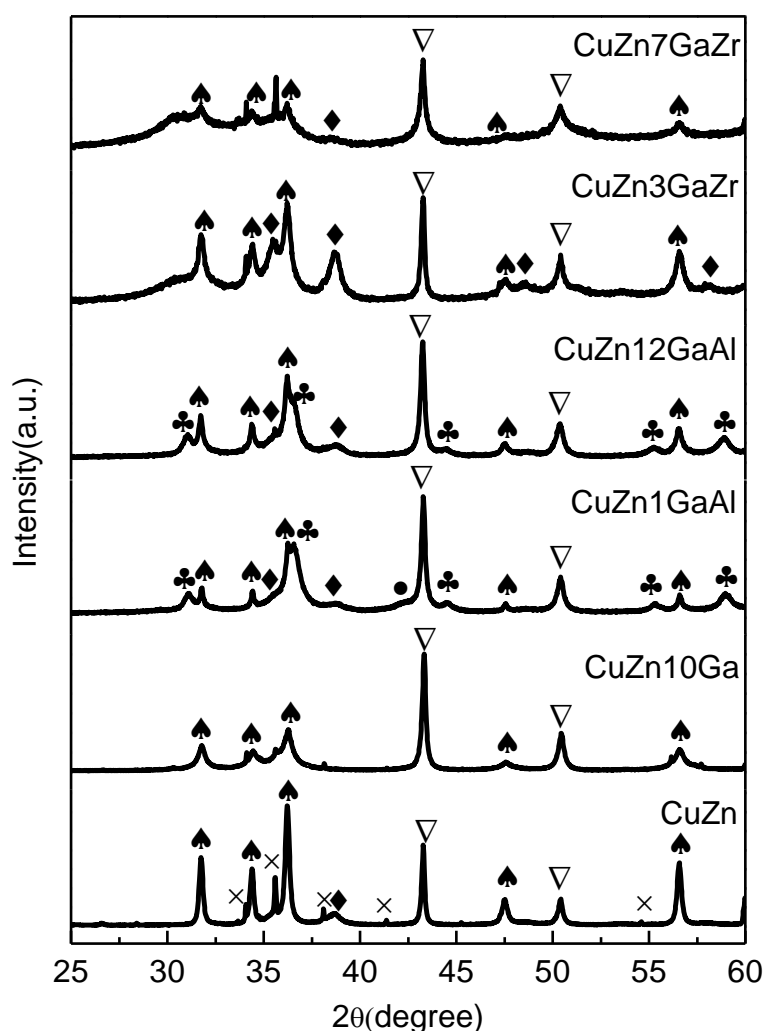 CuZn7GaZr
CuZn3GaZr
CuZn12GaAl
CuZn1GaAl
CuZn10Ga
CuZn
Intensity(a.u.)
25 30 35 40 45 50 55 60
2θ(degree)